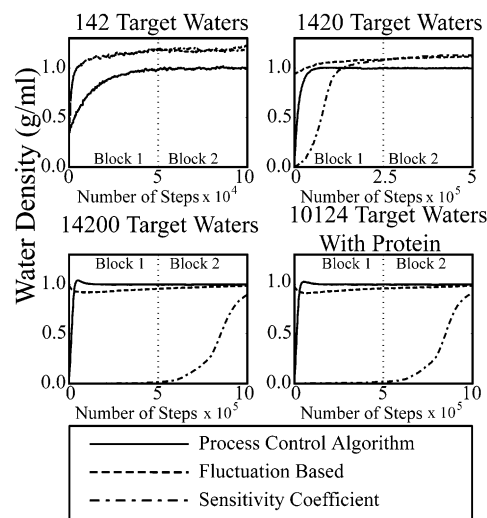 142 Target Waters
1420 Target Waters
Water Density (g/ml)
1.0
0.5
0.0
Block 1
Block 2
0
5
10
Number of Steps x 10^4
1.0
0.5
0.0
Block 1
Block 2
0
2.5
5
Number of Steps x 10^5
14200 Target Waters
10124 Target Waters
With Protein
Block 1
Block 2
1.0
0.5
0.0
0
5
10
Number of Steps x 10^5
Block 1
Block 2
1.0
0.5
0.0
0
5
10
Number of Steps x 10^5
Process Control Algorithm
Fluctuation Based
Sensitivity Coefficient